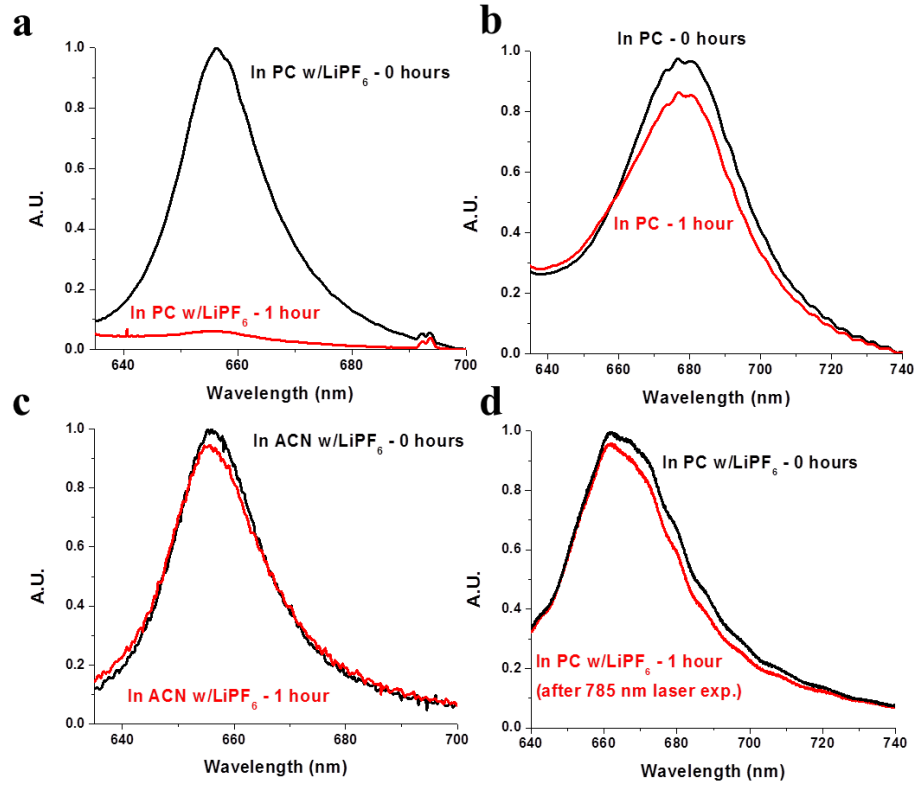 a
In PC w/LiPF6 - 0 hours
In PC w/LiPF6 - 1 hour
A.U.
1.0
0.8
0.6
0.4
0.2
0.0
640
660
680
700
Wavelength (nm)
b
In PC - 0 hours
In PC - 1 hour
A.U.
1.0
0.8
0.6
0.4
0.2
0.0
640
660
680
700
720
740
Wavelength (nm)
c
In ACN w/LiPF6 - 0 hours
In ACN w/LiPF6 - 1 hour
A.U.
1.0
0.8
0.6
0.4
0.2
0.0
640
660
680
700
Wavelength (nm)
d
In PC w/LiPF6 - 0 hours
In PC w/LiPF6 - 1 hour
(after 785 nm laser exp.)
A.U.
1.0
0.8
0.6
0.4
0.2
0.0
640
660
680
700
720
740
Wavelength (nm)